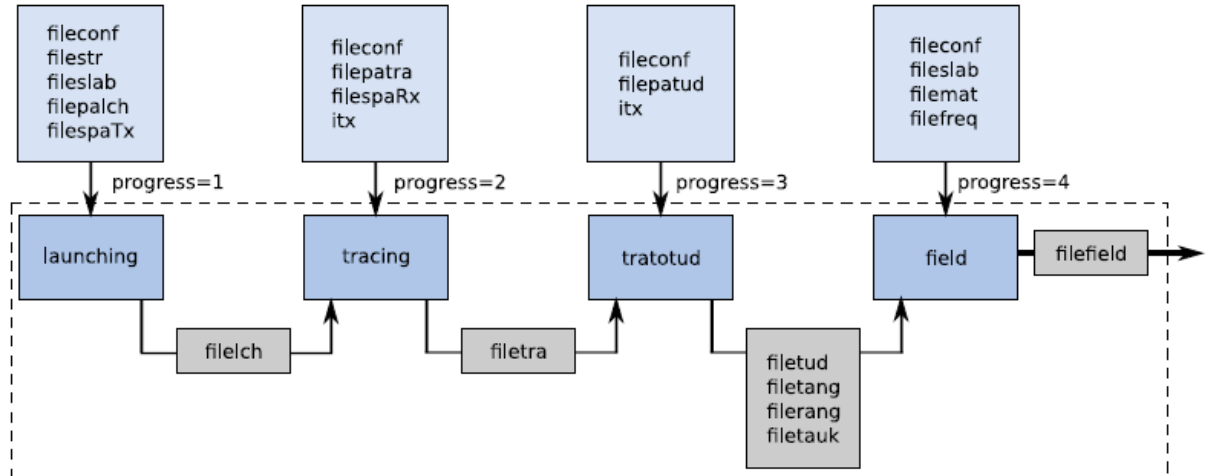 fileconf
filestr
fileslab
filepalch
filespaTx
fileconf
filepatra
filespaRx
itx
fileconf
filepatud
itx
fileconf
fileslab
filemat
filefreq
progress=1
progress=2
progress=3
progress=4
launching
tracing
tratotud
field
filefield
filelch
filetra
filetud
filetang
filerang
filetauk